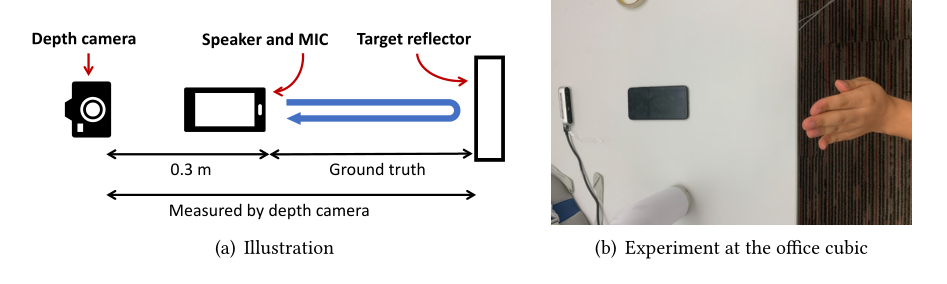 Depth camera
Speaker and MIC
Target reflector
0.3 m
Ground truth
Measured by depth camera
(a) Illustration
(b) Experiment at the office cubic